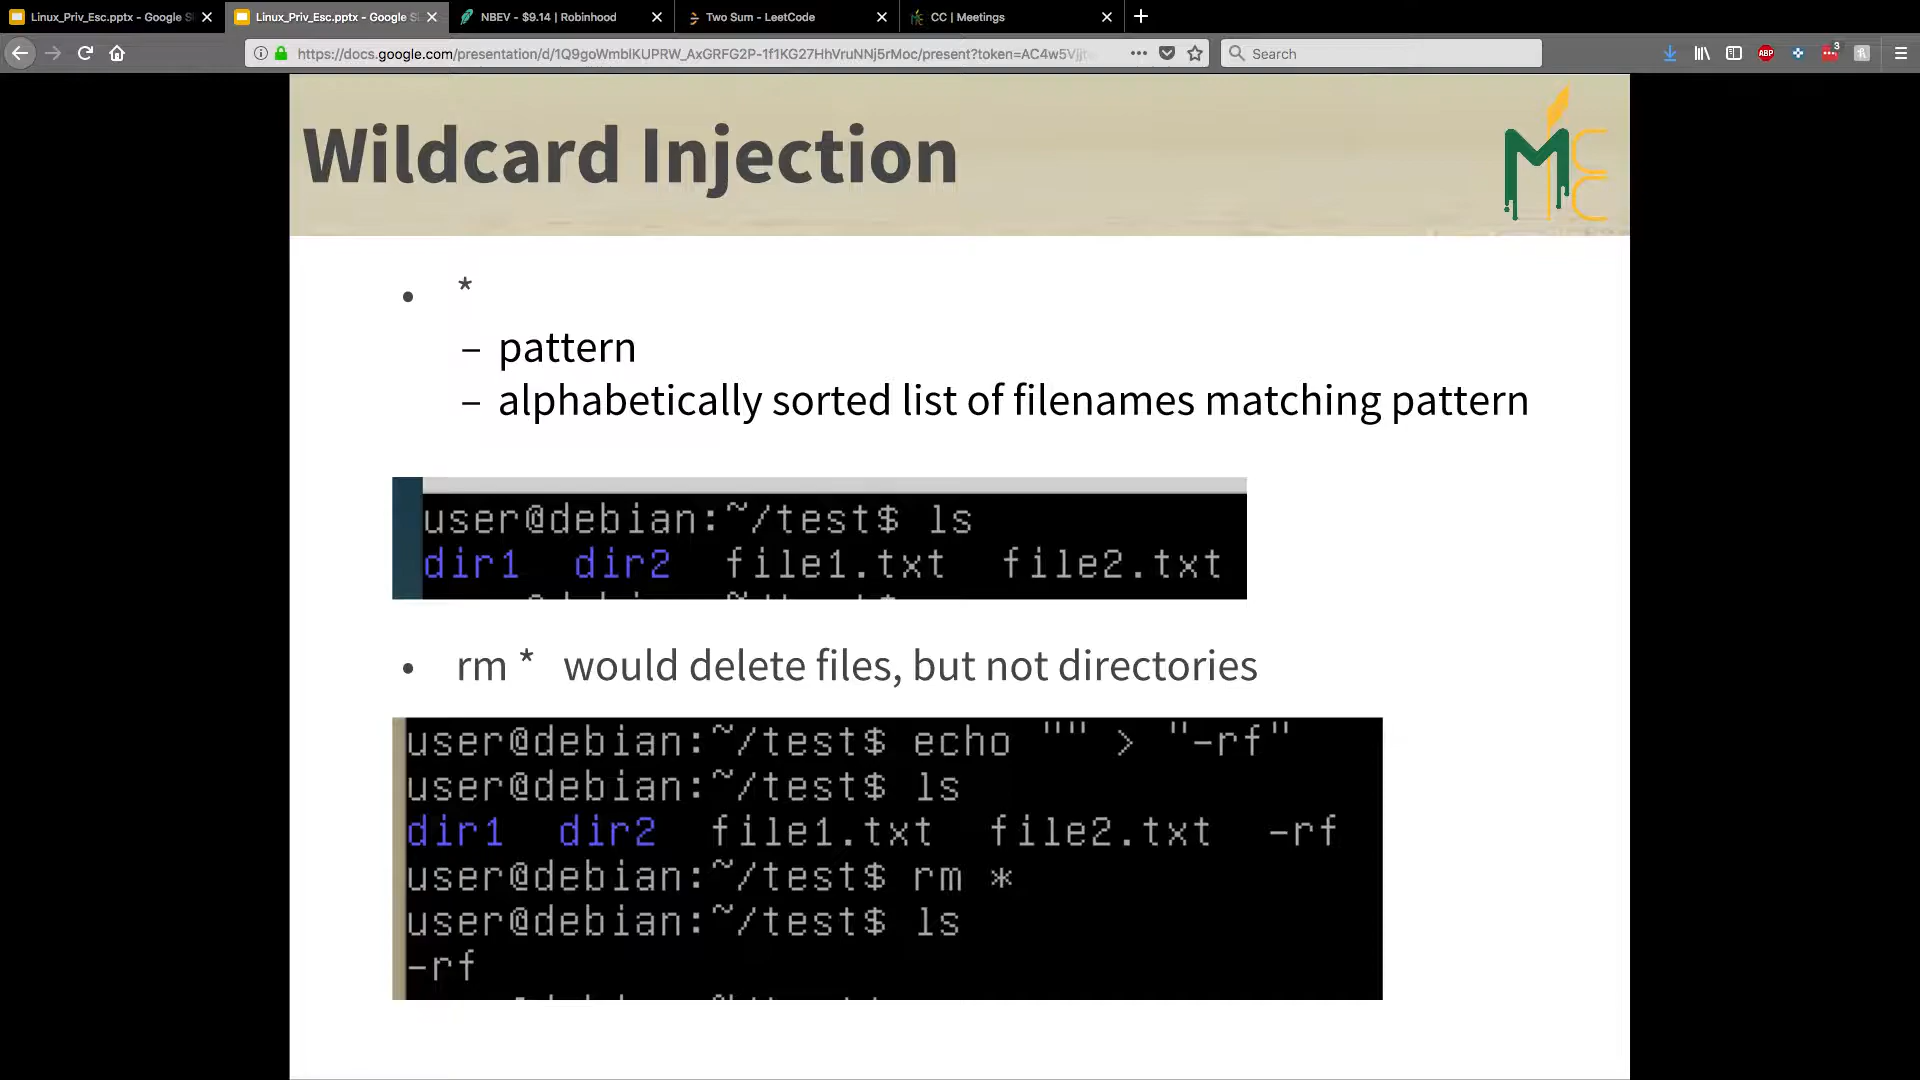 Linux_Priv_Esc.pptx - Google Sl
Linux_Priv_Esc.pptx - Google Sl
NBEV - $9.14 | Robinhood
Two Sum - LeetCode
CC | Meetings
https://docs.google.com/presentation/d/1Q9goWmblKUPRW_AxGRFG2P-1f1KG27HhVruNNj5rMoc/present?token=AC4w5Vjjt
Search
ABP
3
Wildcard Injection
*
– pattern
– alphabetically sorted list of filenames matching pattern
user@debian:~/test$ ls
dir1 dir2 file1.txt file2.txt
• rm * would delete files, but not directories
user@debian:~/test$ echo "" > "-rf"
user@debian:~/test$ ls
dir1 dir2 file1.txt file2.txt -rf
user@debian:~/test$ rm *
user@debian:~/test$ ls
-rf